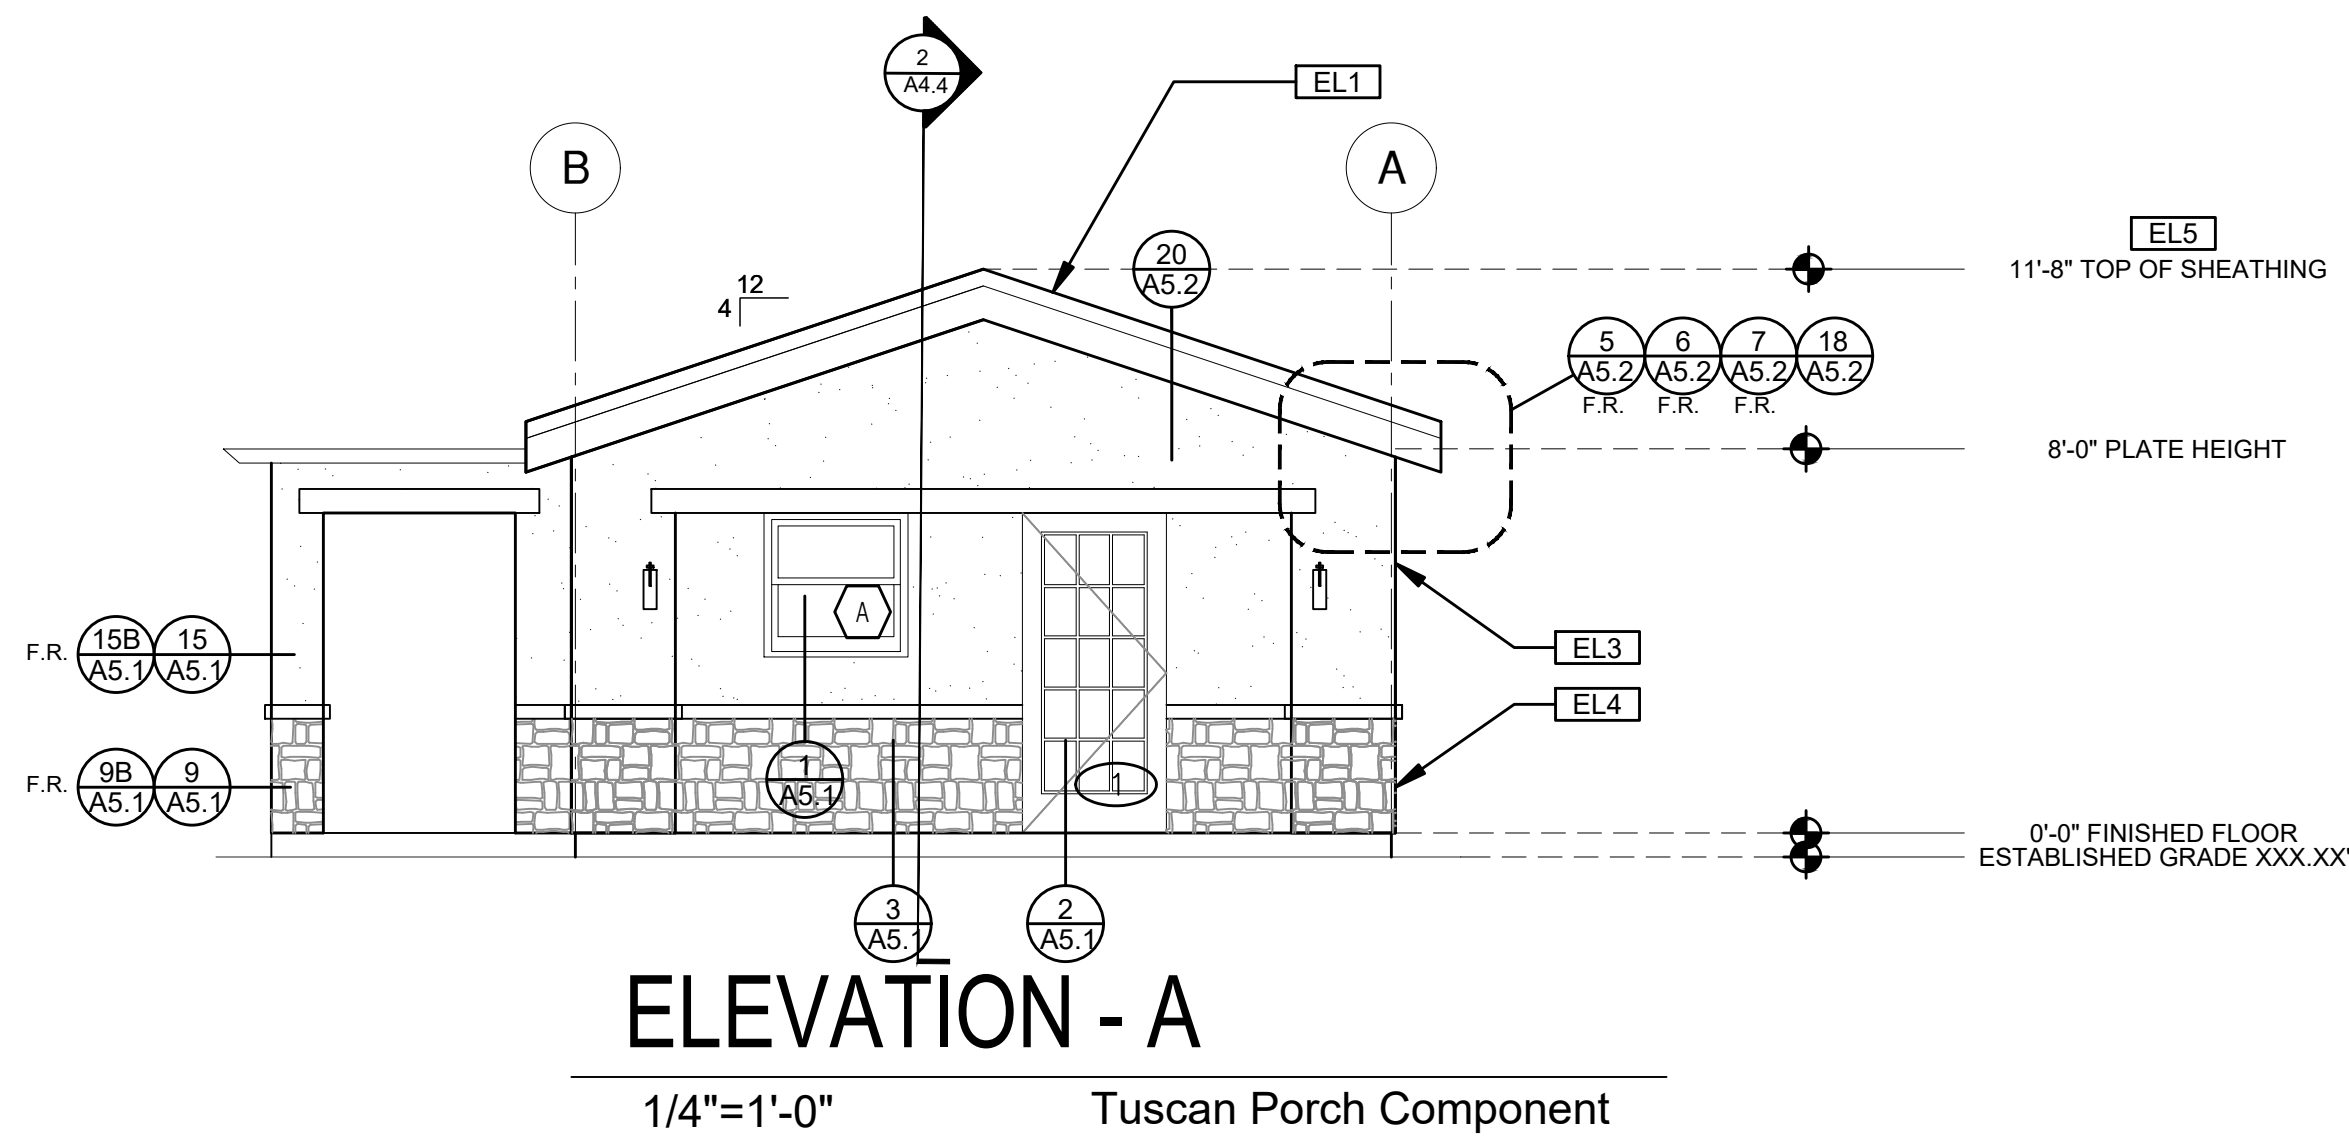 2
A4.4
EL1
B
A
EL5
20
A5.2
11'-8" TOP OF SHEATHING
12
4
5
A5.2
F.R.
6
A5.2
F.R.
7
A5.2
F.R.
18
A5.2
8'-0" PLATE HEIGHT
A
F.R.
15B
A5.1
15
A5.1
EL3
EL4
F.R.
9B
A5.1
9
A5.1
1
A5.1
1
0'-0" FINISHED FLOOR
ESTABLISHED GRADE XXX.XX'
3
A5.1
2
A5.1
ELEVATION - A
1/4"=1'-0"
Tuscan Porch Component